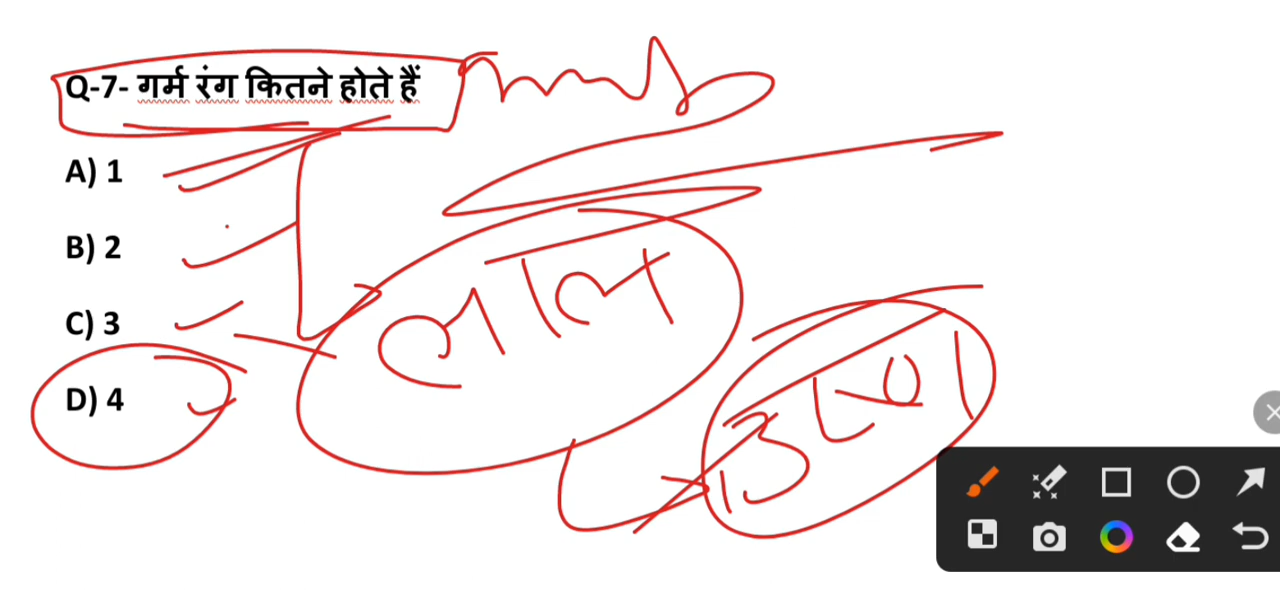 Q-7- गर्म रंग कितने होते हैं
A) 1
B) 2
C) 3
D) 4
लाल
उष्ण